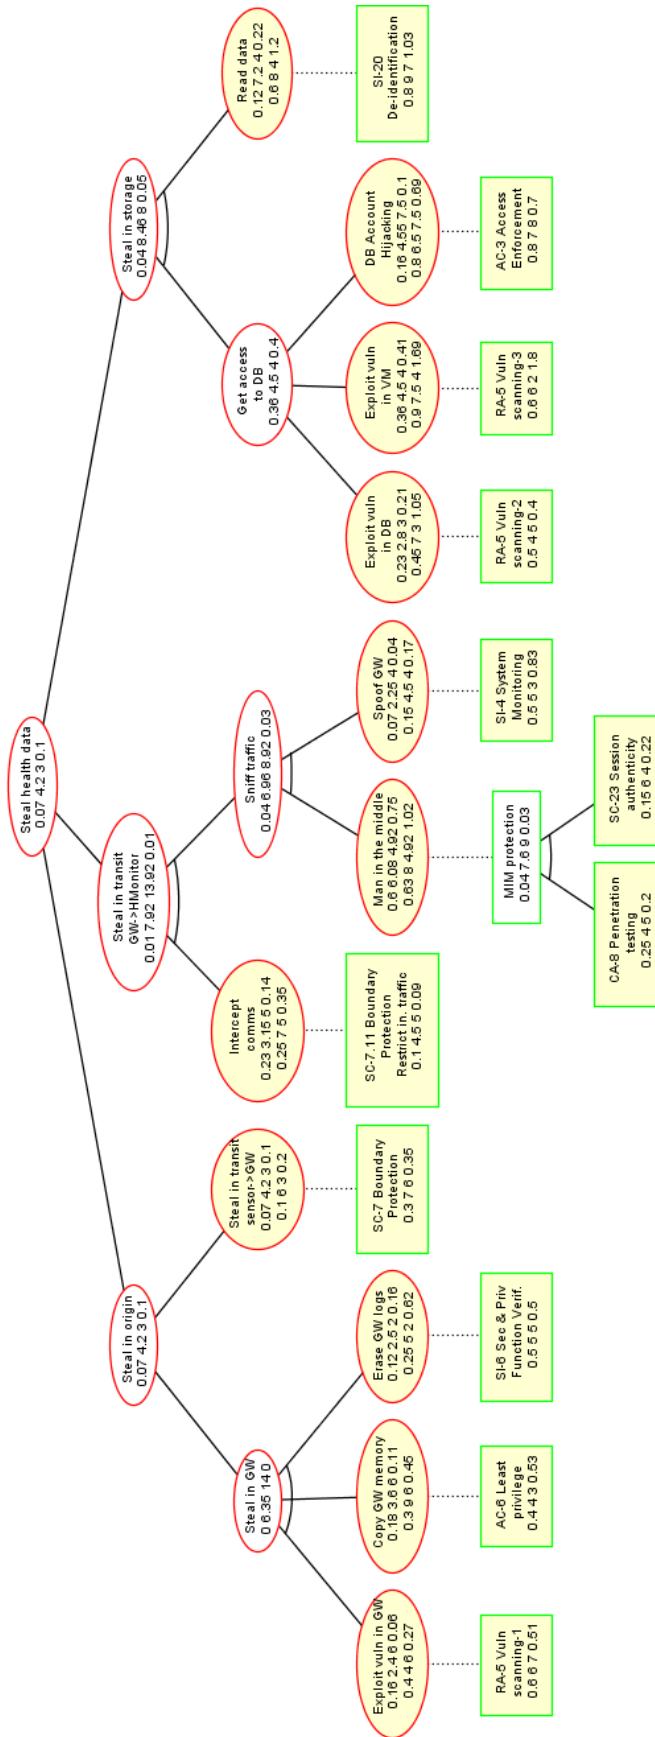 Steal health data
0.07 4.2 3 0.1
Steal in origin
0.07 4.2 3 0.1
Steal in transit
GW->HMonitor
0.01 7.92 13.92 0.01
Steal in storage
0.04 8.46 8 0.05
Steal in GW
0 6.35 14 0
Steal in transit
sensor->GW
0.07 4.2 3 0.1
0.1 6 3 0.2
Intercept
comms
0.23 3.15 5 0.14
0.25 7 5 0.35
Sniff traffic
0.04 6.96 8.92 0.03
Get access
to DB
0.36 4.5 4 0.4
Read data
0.12 7.2 4 0.22
0.6 8 4 1.2
Exploit vuln in GW
0.16 2.4 6 0.06
0.4 4 6 0.27
Copy GW memory
0.18 3.6 6 0.11
0.3 9 6 0.45
Erase GW logs
0.12 2.5 2 0.16
0.25 5 2 0.62
SC-7 Boundary
Protection
0.3 7 6 0.35
SC-7.11 Boundary
Protection
Restrict in. traffic
0.1 4.5 5 0.09
Man in the middle
0.6 6.08 4.92 0.75
0.63 8 4.92 1.02
Spoof GW
0.07 2.25 4 0.04
0.15 4.5 4 0.17
Exploit vuln
in DB
0.23 2.8 3 0.21
0.45 7 3 1.05
Exploit vuln
in VM
0.36 4.5 4 0.41
0.9 7.5 4 1.69
DB Account
Hijacking
0.16 4.55 7.5 0.1
0.8 6.5 7.5 0.69
SI-20
De-identification
0.8 9 7 1.03
RA-5 Vuln
scanning-1
0.6 6 7 0.51
AC-6 Least
privilege
0.4 4 3 0.53
SI-6 Sec & Priv
Function Verif.
0.5 5 5 0.5
MIM protection
0.04 7.6 9 0.03
SI-4 System
Monitoring
0.5 5 3 0.83
RA-5 Vuln
scanning-2
0.5 4 5 0.4
RA-5 Vuln
scanning-3
0.6 6 2 1.8
AC-3 Access
Enforcement
0.8 7 8 0.7
CA-8 Penetration
testing
0.25 4 5 0.2
SC-23 Session
authenticity
0.15 6 4 0.22